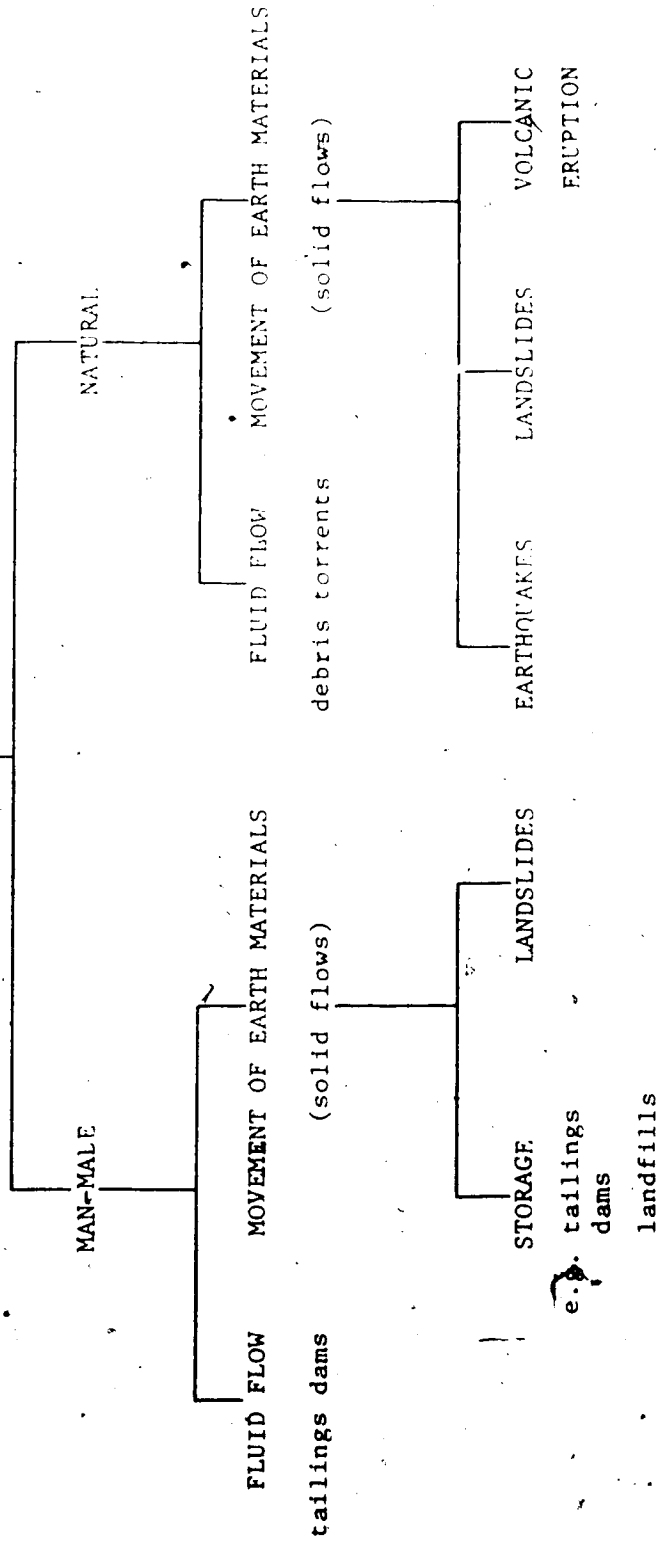 MAN-MALE
NATURAL
FLUID FLOW
tailings dams
MOVEMENT OF EARTH MATERIALS
(solid flows)
FLUID FLOW
debris torrents
MOVEMENT OF EARTH MATERIALS
(solid flows)
STORAGE
e.g. tailings
dams
landfills
LANDSLIDES
EARTHQUAKES
LANDSLIDES
VOLCANIC
ERUPTION